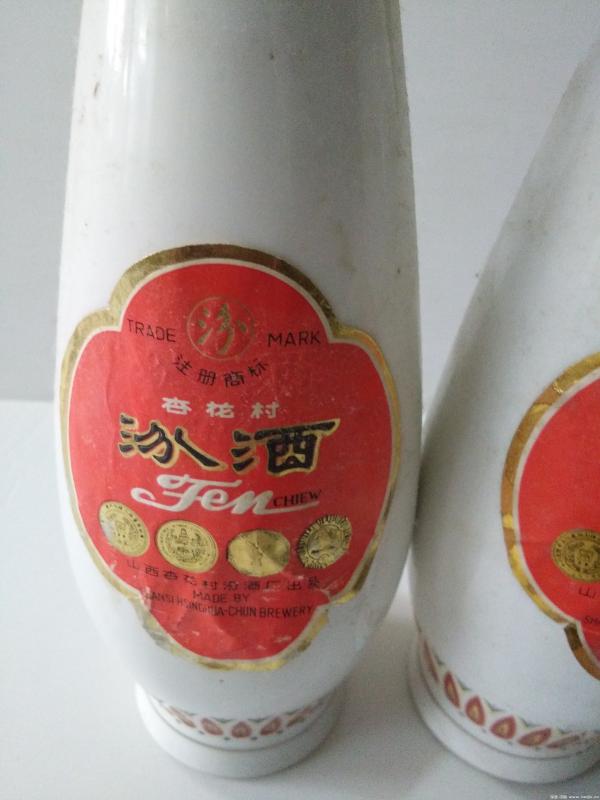 汾
TRADE MARK
注册商标
杏花村
汾酒
Fen CHIEW
山西杏花村汾酒厂出品
MADE BY
HSINGHUA-CHUN BREWERY
山